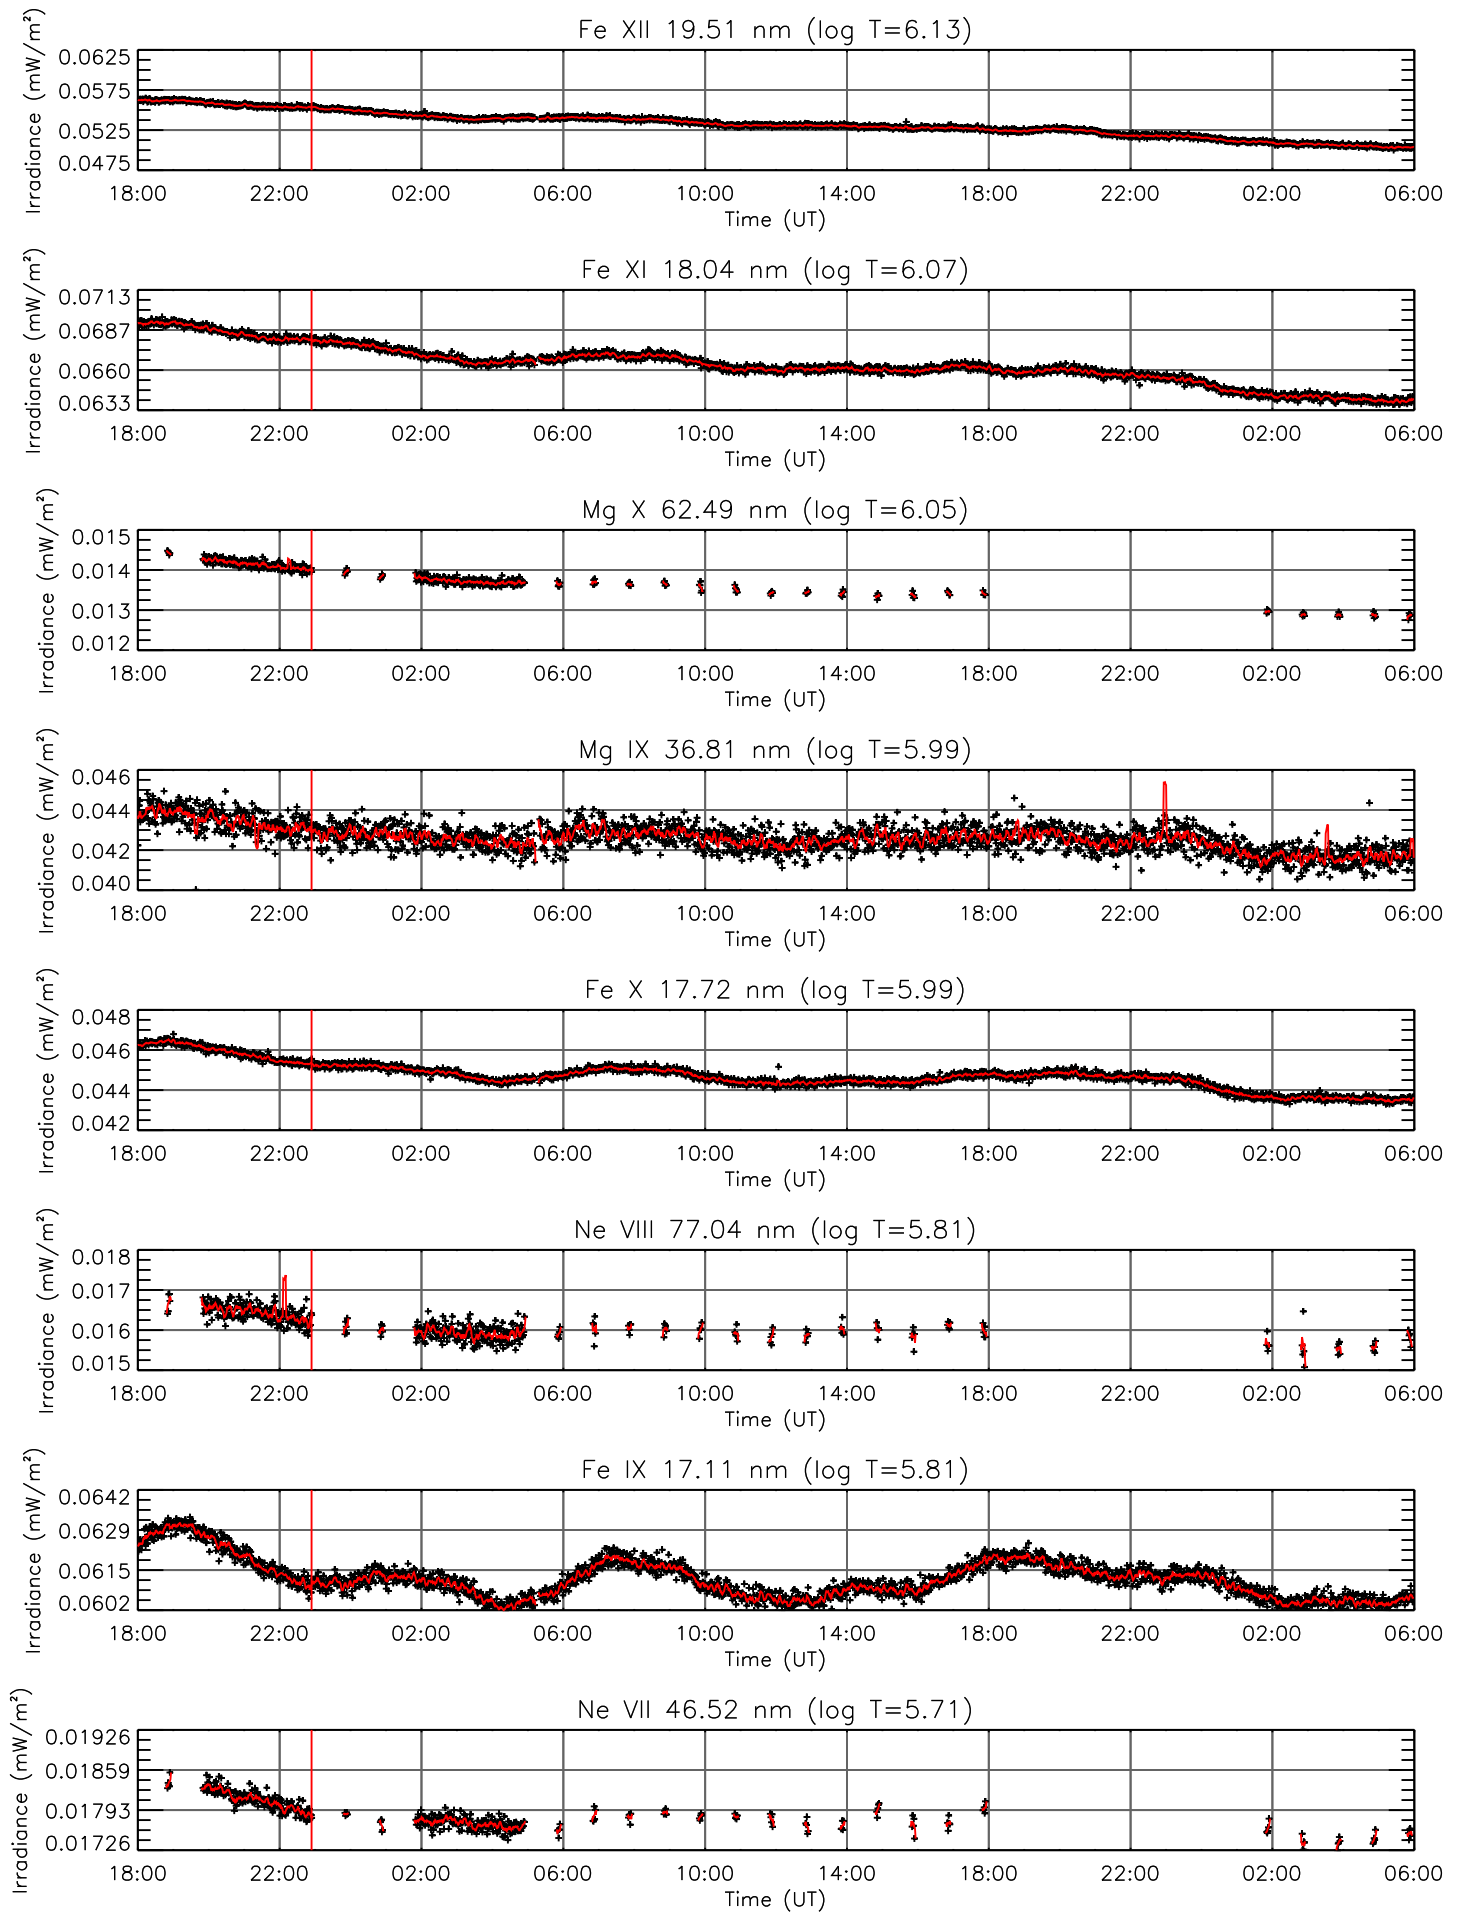 Fe XII 19.51 nm (log T=6.13)
Irradiance (mW/m²)
0.0625
0.0575
0.0525
0.0475
18:00 22:00 02:00 06:00 10:00 14:00 18:00 22:00 02:00 06:00
Time (UT)
Fe XI 18.04 nm (log T=6.07)
Irradiance (mW/m²)
0.0713
0.0687
0.0660
0.0633
18:00 22:00 02:00 06:00 10:00 14:00 18:00 22:00 02:00 06:00
Time (UT)
Mg X 62.49 nm (log T=6.05)
Irradiance (mW/m²)
0.015
0.014
0.013
0.012
18:00 22:00 02:00 06:00 10:00 14:00 18:00 22:00 02:00 06:00
Time (UT)
Mg IX 36.81 nm (log T=5.99)
Irradiance (mW/m²)
0.046
0.044
0.042
0.040
18:00 22:00 02:00 06:00 10:00 14:00 18:00 22:00 02:00 06:00
Time (UT)
Fe X 17.72 nm (log T=5.99)
Irradiance (mW/m²)
0.048
0.046
0.044
0.042
18:00 22:00 02:00 06:00 10:00 14:00 18:00 22:00 02:00 06:00
Time (UT)
Ne VIII 77.04 nm (log T=5.81)
Irradiance (mW/m²)
0.018
0.017
0.016
0.015
18:00 22:00 02:00 06:00 10:00 14:00 18:00 22:00 02:00 06:00
Time (UT)
Fe IX 17.11 nm (log T=5.81)
Irradiance (mW/m²)
0.0642
0.0629
0.0615
0.0602
18:00 22:00 02:00 06:00 10:00 14:00 18:00 22:00 02:00 06:00
Time (UT)
Ne VII 46.52 nm (log T=5.71)
Irradiance (mW/m²)
0.01926
0.01859
0.01793
0.01726
18:00 22:00 02:00 06:00 10:00 14:00 18:00 22:00 02:00 06:00
Time (UT)